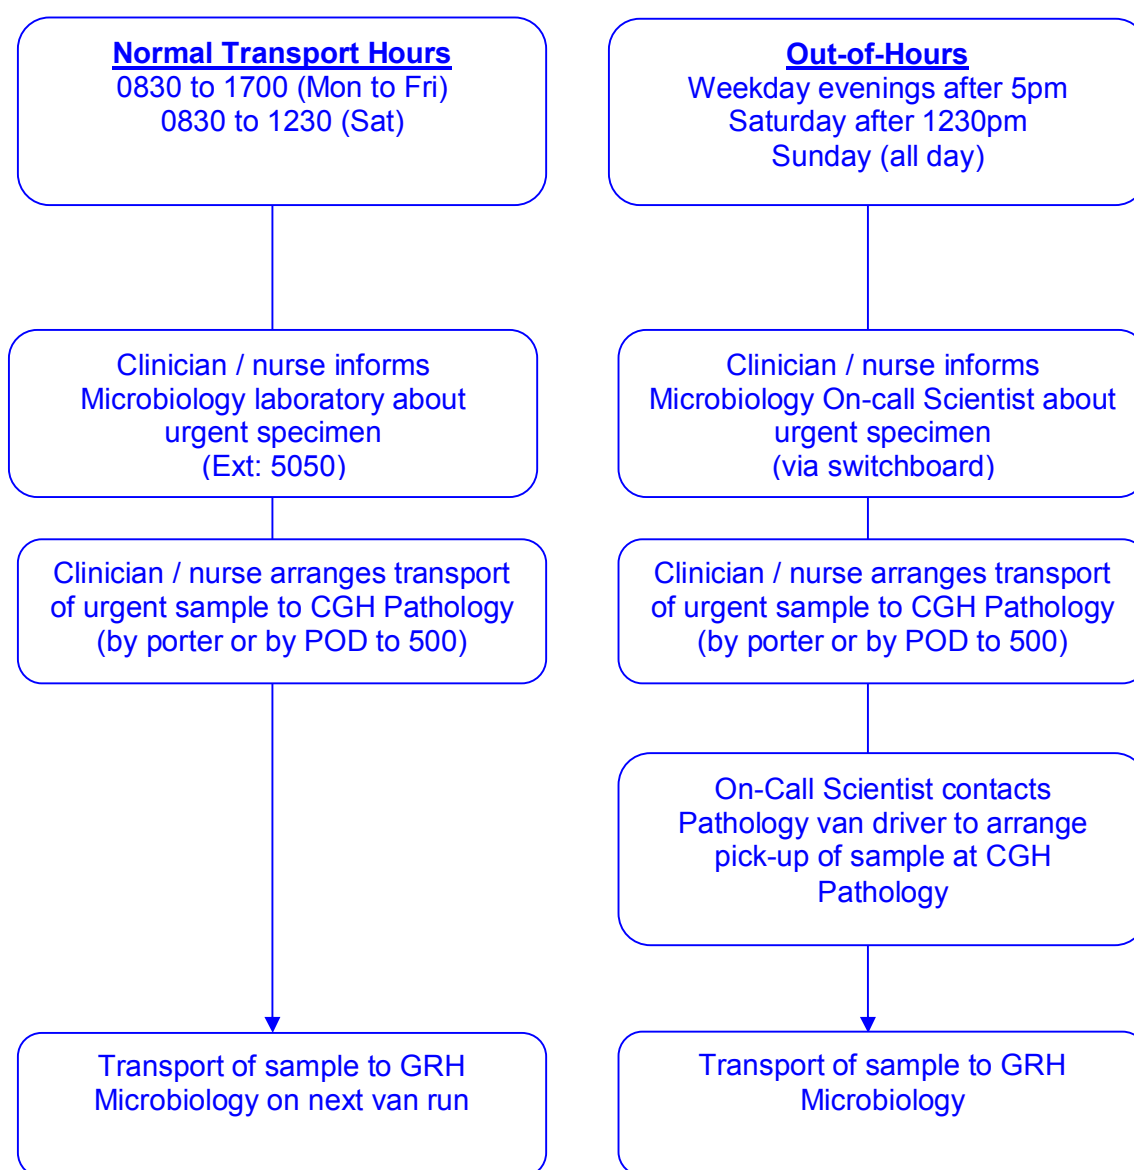 Normal Transport Hours
0830 to 1700 (Mon to Fri)
0830 to 1230 (Sat)
Clinician / nurse informs
Microbiology laboratory about
urgent specimen
(Ext: 5050)
Clinician / nurse arranges transport
of urgent sample to CGH Pathology
(by porter or by POD to 500)
Transport of sample to GRH
Microbiology on next van run
Out-of-Hours
Weekday evenings after 5pm
Saturday after 1230pm
Sunday (all day)
Clinician / nurse informs
Microbiology On-call Scientist about
urgent specimen
(via switchboard)
Clinician / nurse arranges transport
of urgent sample to CGH Pathology
(by porter or by POD to 500)
On-Call Scientist contacts
Pathology van driver to arrange
pick-up of sample at CGH
Pathology
Transport of sample to GRH
Microbiology